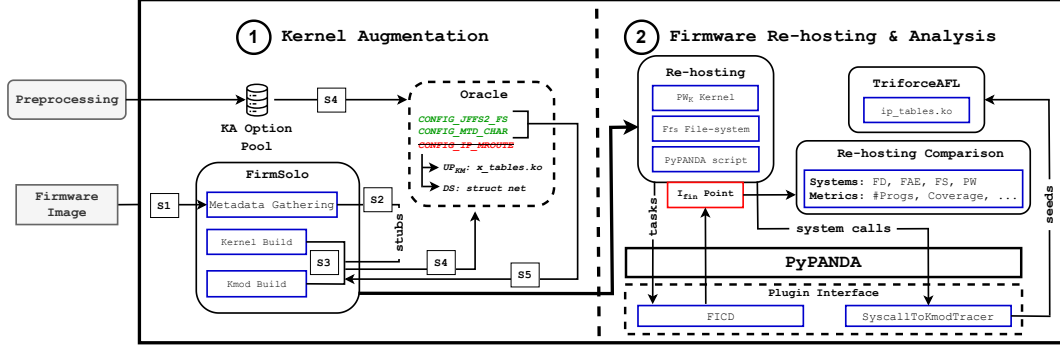 1 Kernel Augmentation
2 Firmware Re-hosting & Analysis
Preprocessing
KA Option
Pool
S4
Oracle
CONFIG_JFFS2_FS
CONFIG_MTD_CHAR
CONFIG_IP_MROUTE
UPKM: x_tables.ko
DS: struct net
Firmware
Image
S1
FirmSolo
Metadata Gathering
S2
stubs
Kernel Build
S3
Kmod Build
S4
S5
Re-hosting
PWK Kernel
Ffs File-system
PyPANDA script
Ifin Point
tasks
TriforceAFL
ip_tables.ko
Re-hosting Comparison
Systems: FD, FAE, FS, PW
Metrics: #Progs, Coverage, ...
system calls
seeds
PyPANDA
Plugin Interface
FICD
SyscallToKmodTracer